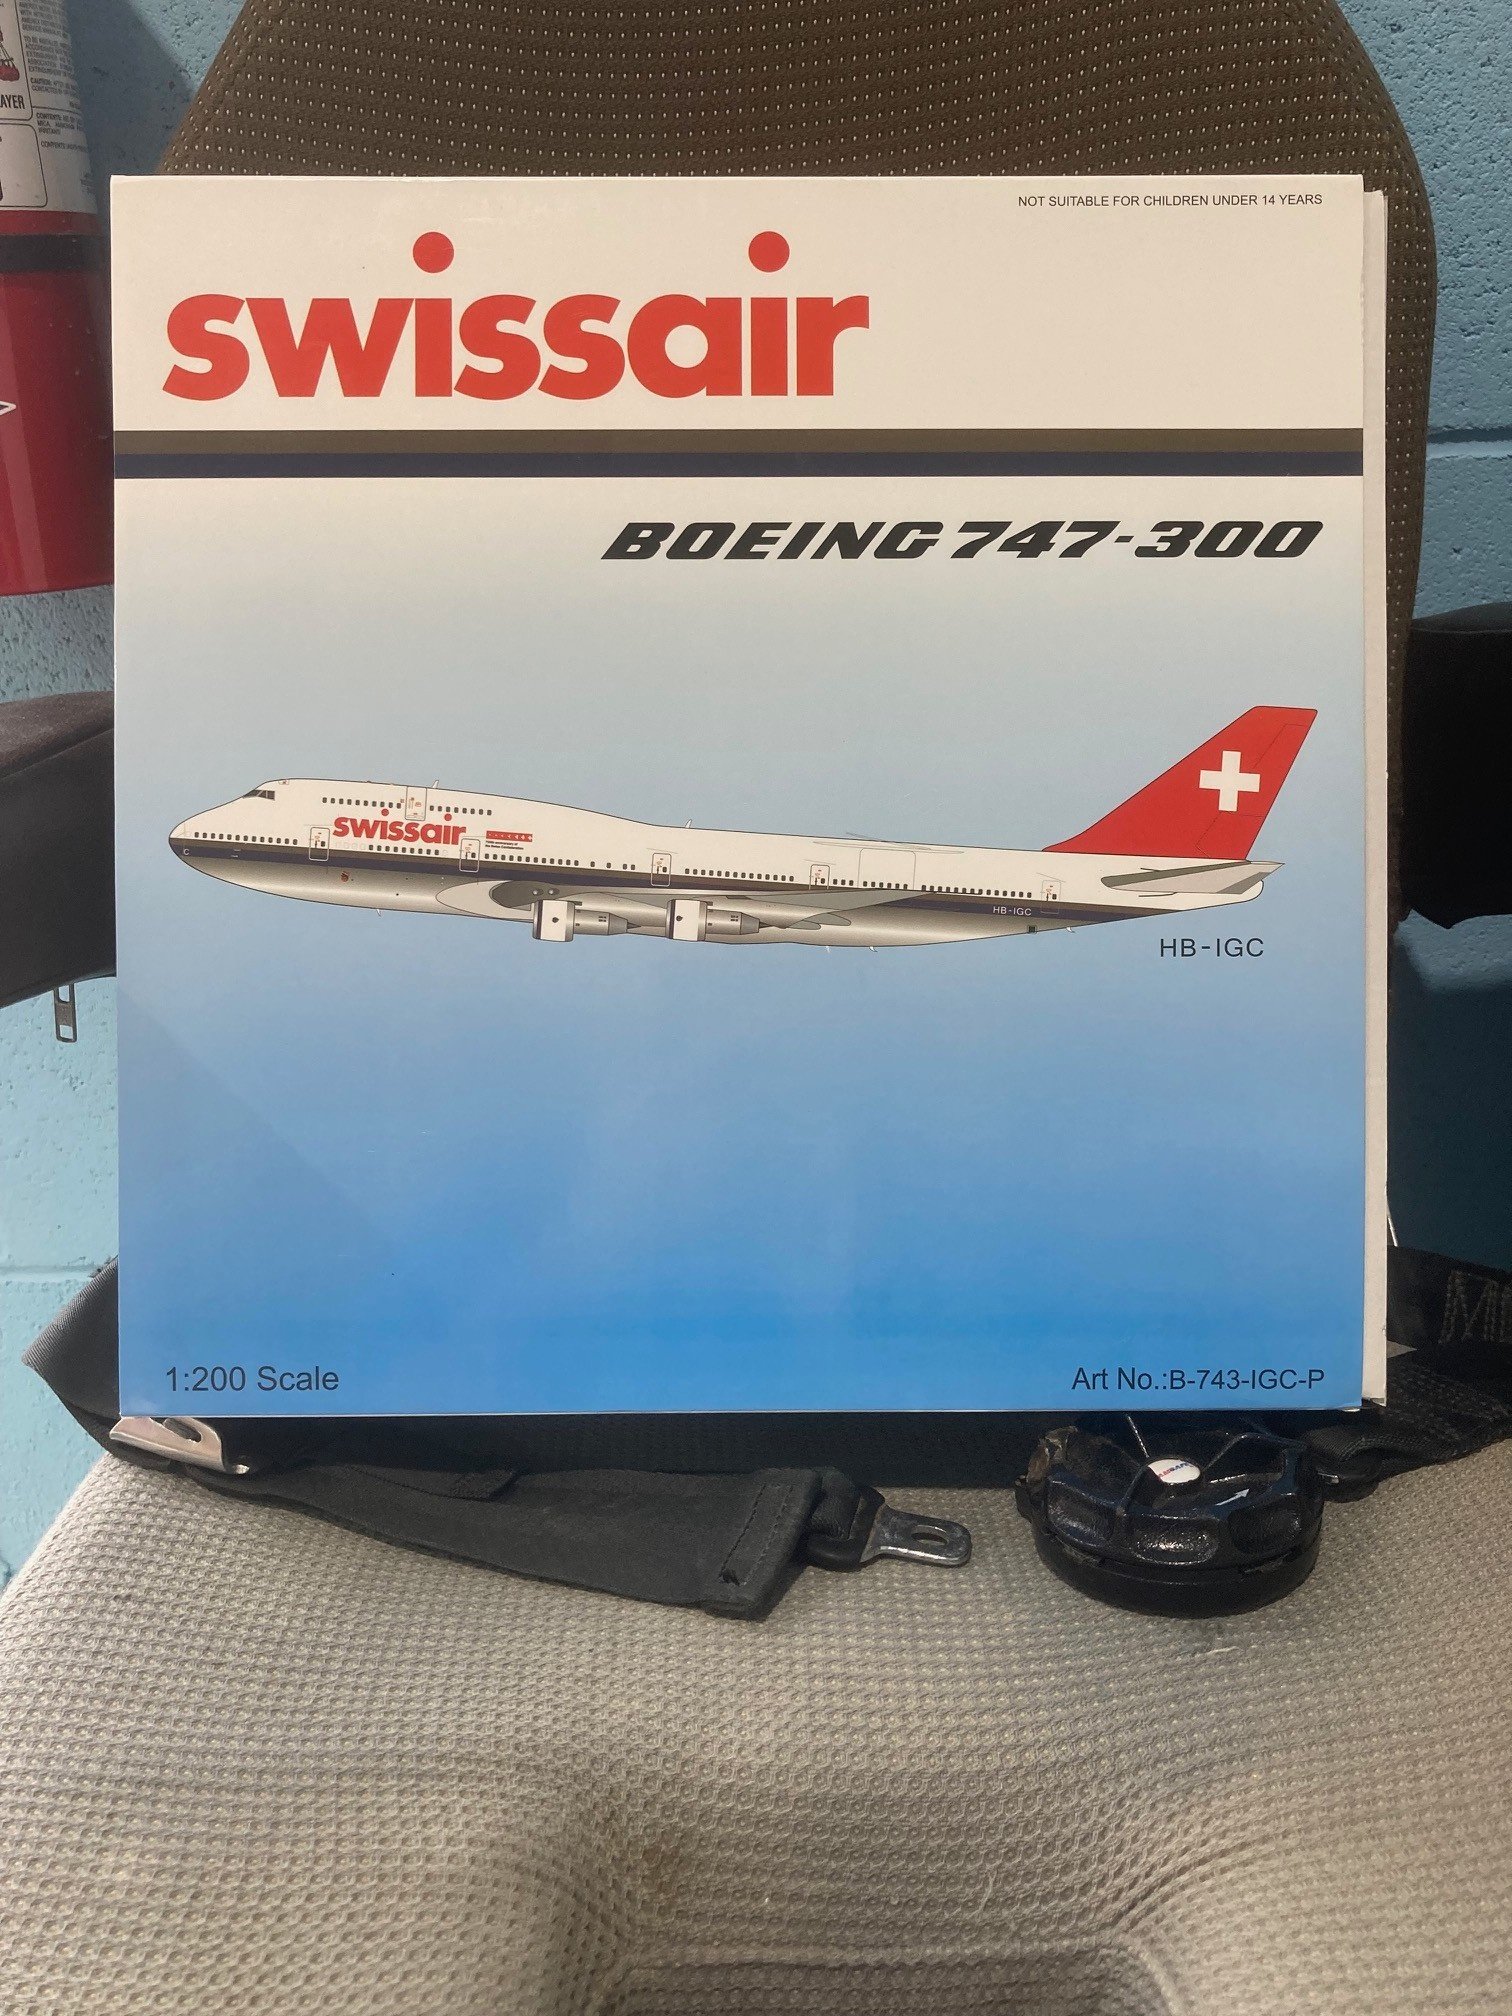 AYER
NOT SUITABLE FOR CHILDREN UNDER 14 YEARS
swissair
BOEING 747-300
swissair
HB-IGC
HB-IGC
1:200 Scale
Art No.:B-743-IGC-P